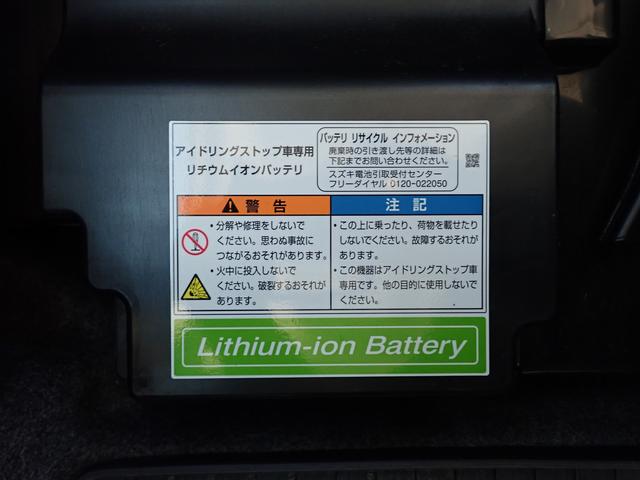 アイドリングストップ車専用
リチウムイオンバッテリ
バッテリ リサイクル インフォメーション
廃棄時の引き渡し先等の詳細は
下記までお問い合わせください。
スズキ電池引取受付センター
フリーダイヤル 0120-022050
警告
・分解や修理をしないで
ください。思わぬ事故に
つながるおそれがあります。
・火中に投入しないで
ください。破裂するおそれが
あります。
注記
・この上に乗ったり、荷物を載せたり
しないでください。故障するおそれが
あります。
・この機器はアイドリングストップ車
専用です。他の目的に使用しないで
ください。
Lithium-ion Battery